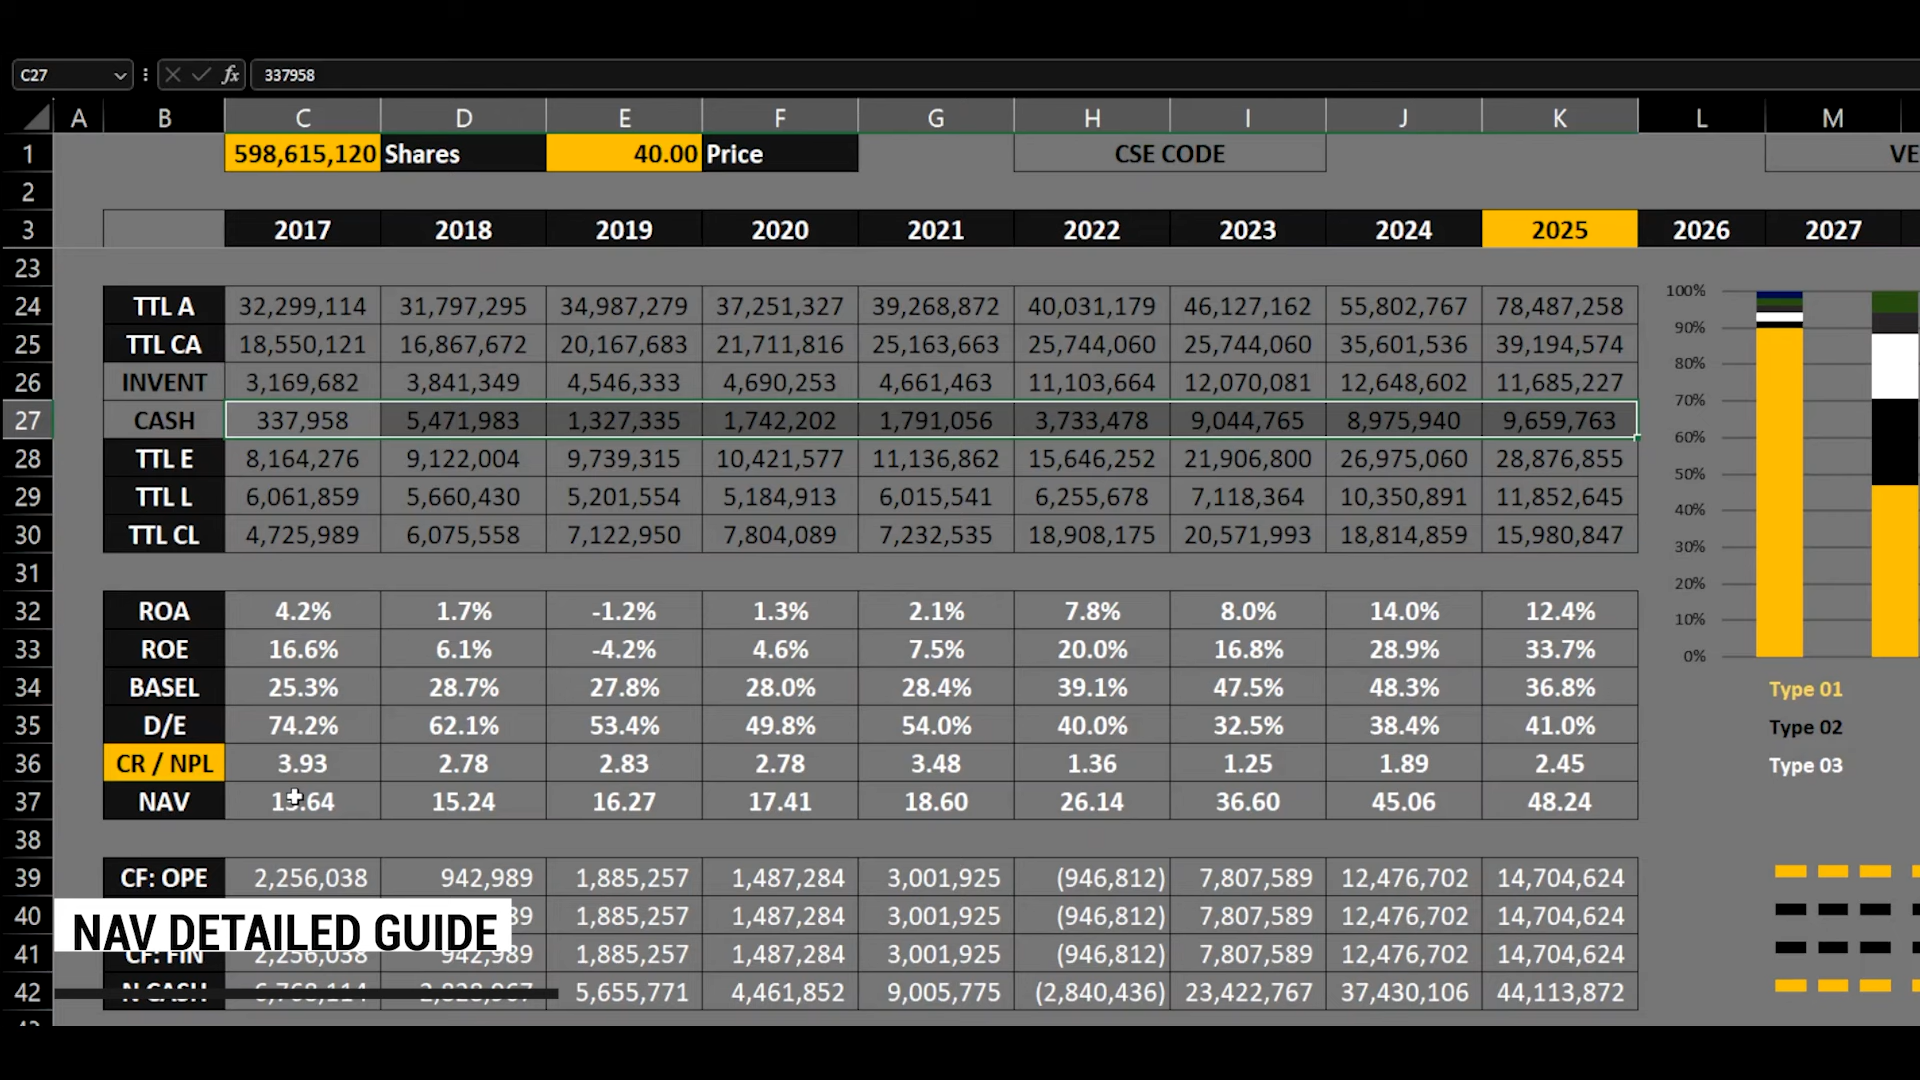 C27 337958
A B C D E F G H I J K L M
1 598,615,120 Shares 40.00 Price CSE CODE VE
2
3 2017 2018 2019 2020 2021 2022 2023 2024 2025 2026 2027
23
24 TTL A 32,299,114 31,797,295 34,987,279 37,251,327 39,268,872 40,031,179 46,127,162 55,802,767 78,487,258
25 TTL CA 18,550,121 16,867,672 20,167,683 21,711,816 25,163,663 25,744,060 25,744,060 35,601,536 39,194,574
26 INVENT 3,169,682 3,841,349 4,546,333 4,690,253 4,661,463 11,103,664 12,070,081 12,648,602 11,685,227
27 CASH 337,958 5,471,983 1,327,335 1,742,202 1,791,056 3,733,478 9,044,765 8,975,940 9,659,763
28 TTL E 8,164,276 9,122,004 9,739,315 10,421,577 11,136,862 15,646,252 21,906,800 26,975,060 28,876,855
29 TTL L 6,061,859 5,660,430 5,201,554 5,184,913 6,015,541 6,255,678 7,118,364 10,350,891 11,852,645
30 TTL CL 4,725,989 6,075,558 7,122,950 7,804,089 7,232,535 18,908,175 20,571,993 18,814,859 15,980,847
31
32 ROA 4.2% 1.7% -1.2% 1.3% 2.1% 7.8% 8.0% 14.0% 12.4%
33 ROE 16.6% 6.1% -4.2% 4.6% 7.5% 20.0% 16.8% 28.9% 33.7%
34 BASEL 25.3% 28.7% 27.8% 28.0% 28.4% 39.1% 47.5% 48.3% 36.8%
35 D/E 74.2% 62.1% 53.4% 49.8% 54.0% 40.0% 32.5% 38.4% 41.0%
36 CR / NPL 3.93 2.78 2.83 2.78 3.48 1.36 1.25 1.89 2.45
37 NAV 15.24 16.27 17.41 18.60 26.14 36.60 45.06 48.24
38
39 CF: OPE 2,256,038 942,989 1,885,257 1,487,284 3,001,925 (946,812) 7,807,589 12,476,702 14,704,624
40 1,885,257 1,487,284 3,001,925 (946,812) 7,807,589 12,476,702 14,704,624
41 CF: FIN 2,256,038 942,989 1,885,257 1,487,284 3,001,925 (946,812) 7,807,589 12,476,702 14,704,624
42 N CASH 6,768,114 2,828,967 5,655,771 4,461,852 9,005,775 (2,840,436) 23,422,767 37,430,106 44,113,872
NAV DETAILED GUIDE
100%
90%
80%
70%
60%
50%
40%
30%
20%
10%
0%
Type 01
Type 02
Type 03